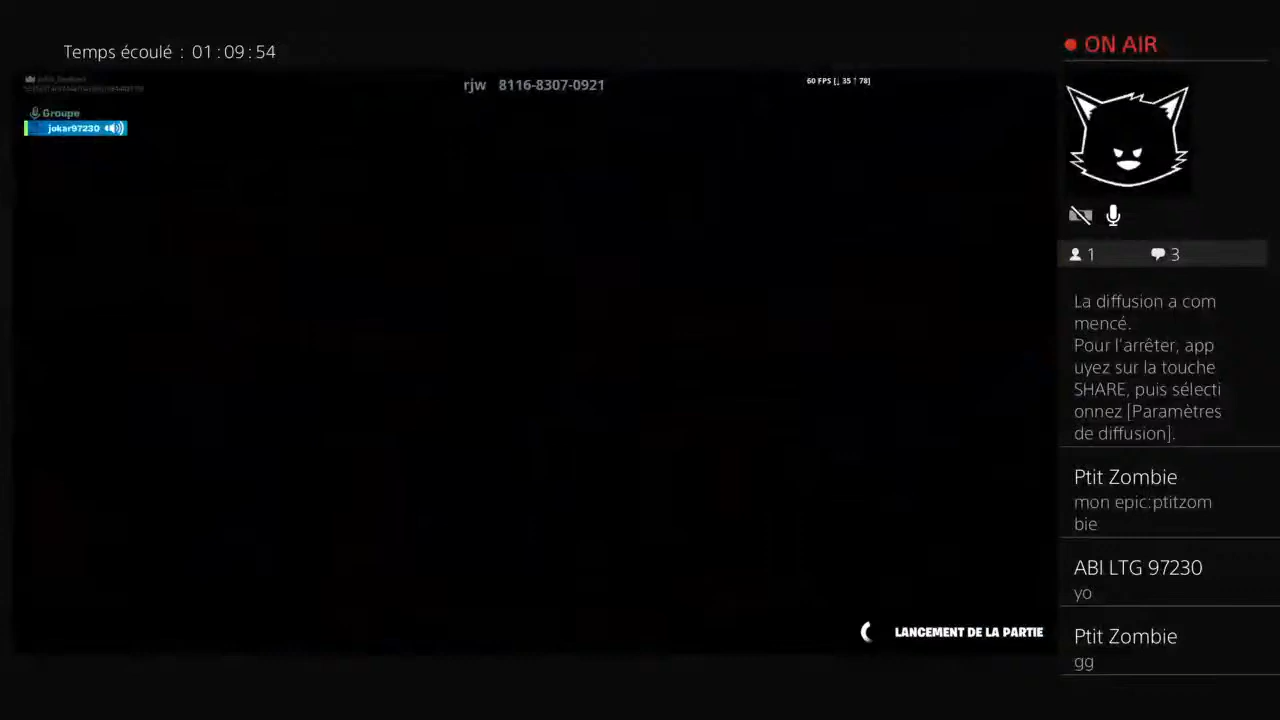 Temps écoulé : 01:09:54
ON AIR
rjw 8116-8307-0921
60 FPS [↓ 35 ↑ 78]
Groupe
jokar97230
1
3
La diffusion a com
mencé.
Pour l'arrêter, app
uyez sur la touche
SHARE, puis sélecti
onnez [Paramètres
de diffusion].
Ptit Zombie
mon epic:ptitzom
bie
ABI LTG 97230
yo
Ptit Zombie
gg
LANCEMENT DE LA PARTIE